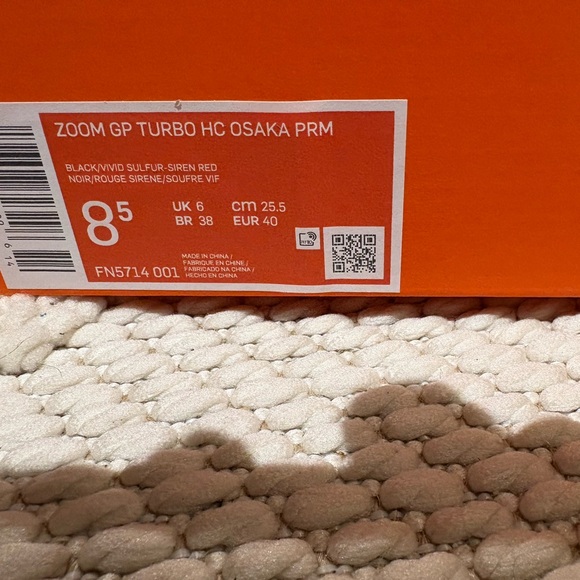 ZOOM GP TURBO HC OSAKA PRM
BLACK/VIVID SULFUR-SIREN RED
NOIR/ROUGE SIRENE/SOUFRE VIF
8⁵
UK 6 cm 25.5
BR 38 EUR 40
FN5714 001
MADE IN CHINA /
FABRIQUE EN CHINE /
FABRICADO NA CHINA /
HECHO EN CHINA